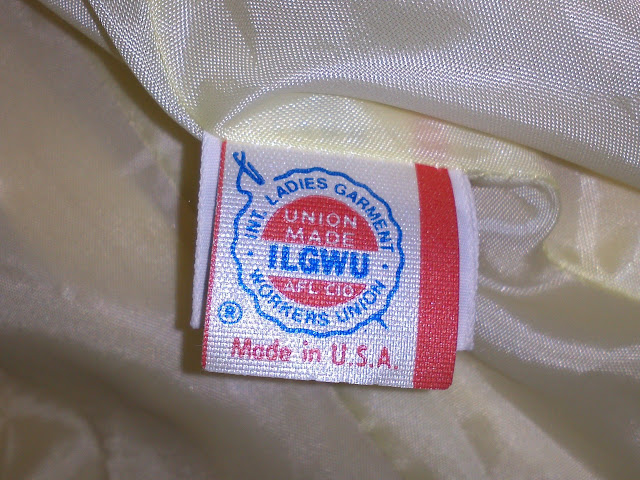 INT. LADIES GARMENT
UNION
MADE
ILGWU
AFL CIO
WORKERS UNION
®
Made in U.S.A.